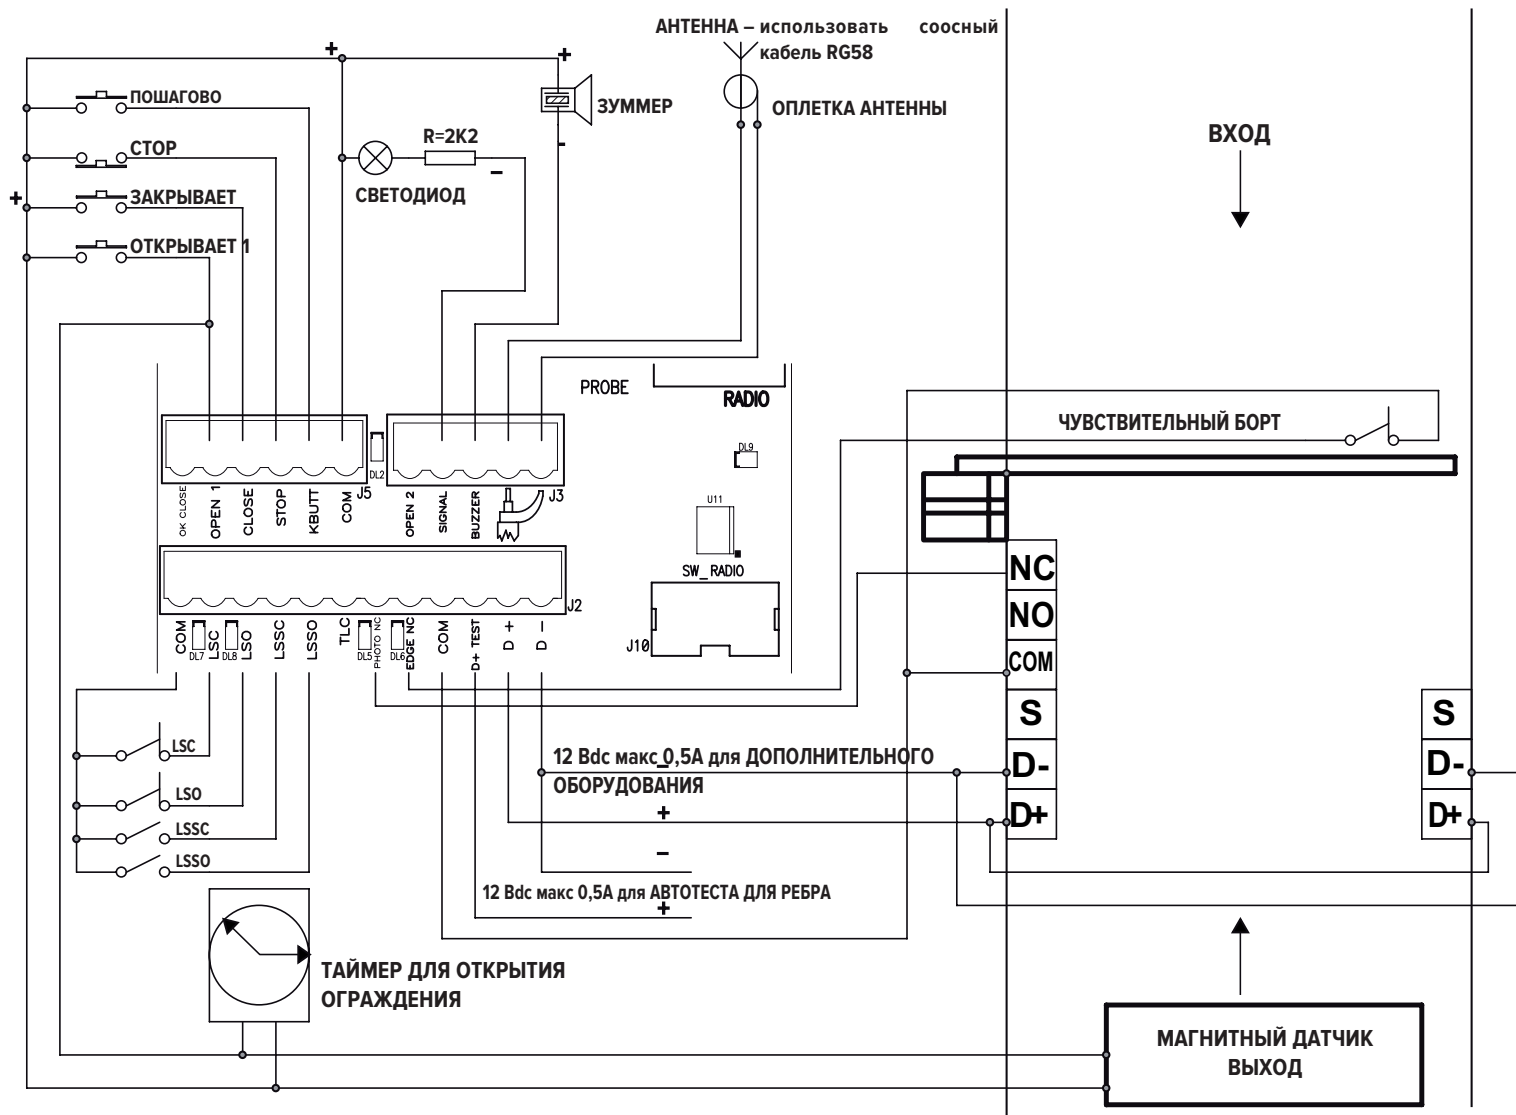 АНТЕННА – использовать соосный
кабель RG58
+
+
ПОШАГОВО
СТОР
+
ЗАКРЫВАЕТ
ОТКРЫВАЕТ 1
R=2K2
–
СВЕТОДИОД
ЗУММЕР
-
ОПЛЕТКА АНТЕННЫ
ВХОД
PROBE
RADIO
ЧУВСТВИТЕЛЬНЫЙ БОРТ
DL9
DL2
J5
J3
OK CLOSE
OPEN 1
CLOSE
STOP
KBUTT
COM
OPEN 2
SIGNAL
BUZZER
U11
SW_RADIO
J10
J2
COM
DL7
LSC
DL8
LSO
LSSC
LSSO
TLC
DL5
PHOTO NC
DL6
EDGE NC
COM
D+ TEST
D +
D –
NC
NO
COM
S
D-
D+
S
D-
D+
LSC
LSO
LSSC
LSSO
12 Bdc макс 0,5А для ДОПОЛНИТЕЛЬНОГО
–
ОБОРУДОВАНИЯ
+
–
12 Bdc макс 0,5А для АВТОТЕСТА ДЛЯ РЕБРА
+
ТАЙМЕР ДЛЯ ОТКРЫТИЯ
ОГРАЖДЕНИЯ
МАГНИТНЫЙ ДАТЧИК
ВЫХОД